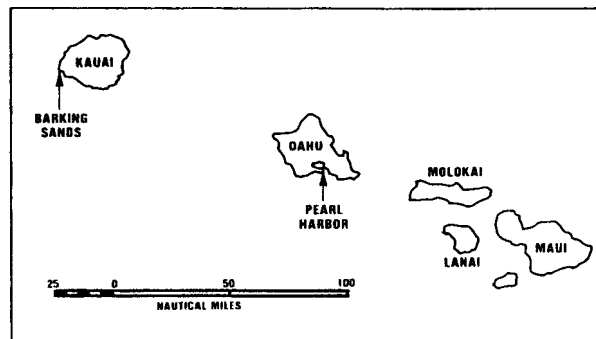 KAUAI
BARKING
SANDS
OAHU
PEARL
HARBOR
MOLOKAI
LANAI
MAUI
25 0 50 100
NAUTICAL MILES